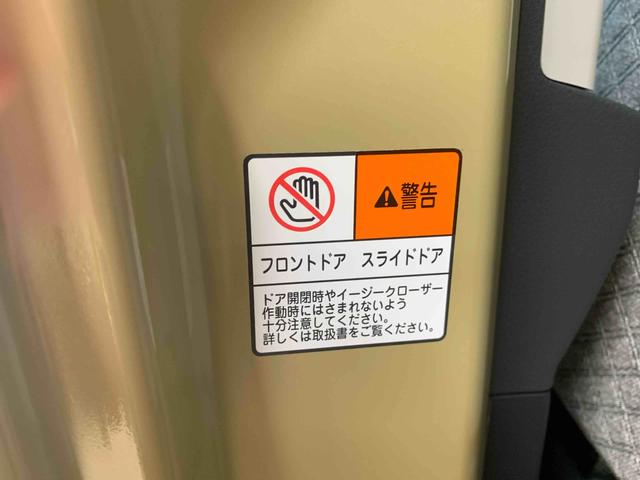 警告
フロントドア スライドドア
ドア開閉時やイージークローザー
作動時にはさまれないよう
十分注意してください。
詳しくは取扱書をご覧ください。